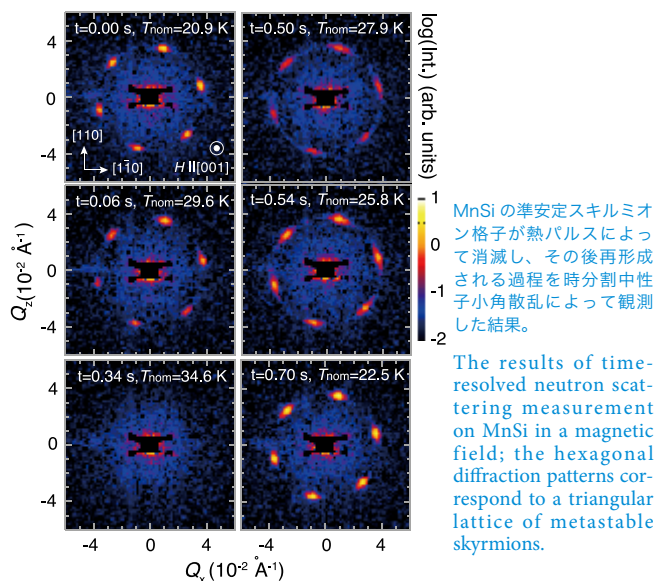 t=0.00 s, Tnom=20.9 K
t=0.50 s, Tnom=27.9 K
6
4
0
-4
[110]
[11̄0]
H II[001]
t=0.06 s, Tnom=29.6 K
t=0.54 s, Tnom=25.8 K
6
4
0
-4
t=0.34 s, Tnom=34.6 K
t=0.70 s, Tnom=22.5 K
6
4
0
-4
-4
0
4
-4
0
4
Qz(10⁻² Å⁻¹)
Qx (10⁻² Å⁻¹)
log(Int.) (arb. units)
1
0
-1
-2
MnSi の準安定スキルミオ
ン格子が熱パルスによっ
て消滅し、その後再形成
される過程を時分割中性
子小角散乱によって観測
した結果。
The results of time-
resolved neutron scat-
tering measurement
on MnSi in a magnetic
field; the hexagonal
diffraction patterns cor-
respond to a triangular
lattice of metastable
skyrmions.